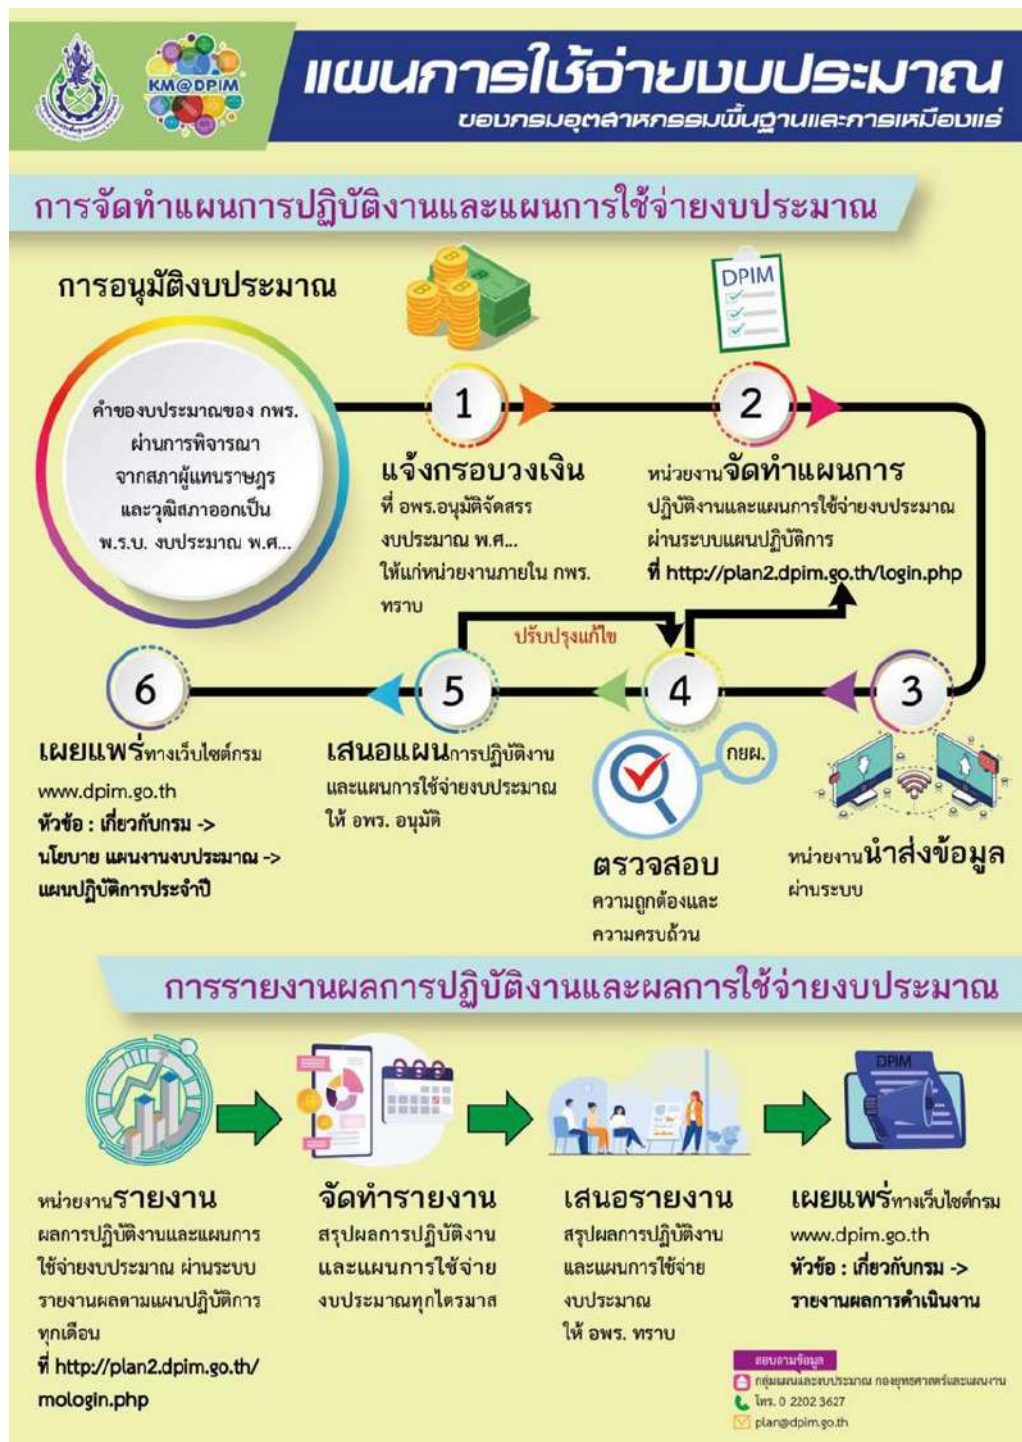 KM@DPIM
แผนการใช้จ่ายงบประมาณ
ของกรมอุตสาหกรรมพื้นฐานและการเหมืองแร่
การจัดทำแผนการปฏิบัติงานและแผนการใช้จ่ายงบประมาณ
การอนุมัติงบประมาณ
คำของบประมาณของ กพร.
ผ่านการพิจารณา
จากสภาผู้แทนราษฎร
และวุฒิสภาออกเป็น
พ.ร.บ. งบประมาณ พ.ศ...
1
แจ้งกรอบวงเงิน
ที่ อพร.อนุมัติจัดสรร
งบประมาณ พ.ศ...
ให้แก่หน่วยงานภายใน กพร.
ทราบ
DPIM
2
หน่วยงานจัดทำแผนการ
ปฏิบัติงานและแผนการใช้จ่ายงบประมาณ
ผ่านระบบแผนปฏิบัติการ
ที่ http://plan2.dpim.go.th/login.php
ปรับปรุงแก้ไข
3
หน่วยงานนำส่งข้อมูล
ผ่านระบบ
4
กยผ.
ตรวจสอบ
ความถูกต้องและ
ความครบถ้วน
5
เสนอแผนการปฏิบัติงาน
และแผนการใช้จ่ายงบประมาณ
ให้ อพร. อนุมัติ
6
เผยแพร่ทางเว็บไซต์กรม
www.dpim.go.th
หัวข้อ : เกี่ยวกับกรม ->
นโยบาย แผนงานงบประมาณ ->
แผนปฏิบัติการประจำปี
การรายงานผลการปฏิบัติงานและผลการใช้จ่ายงบประมาณ
หน่วยงานรายงาน
ผลการปฏิบัติงานและแผนการ
ใช้จ่ายงบประมาณ ผ่านระบบ
รายงานผลตามแผนปฏิบัติการ
ทุกเดือน
ที่ http://plan2.dpim.go.th/
mologin.php
จัดทำรายงาน
สรุปผลการปฏิบัติงาน
และแผนการใช้จ่าย
งบประมาณทุกไตรมาส
เสนอรายงาน
สรุปผลการปฏิบัติงาน
และแผนการใช้จ่าย
งบประมาณ
ให้ อพร. ทราบ
DPIM
เผยแพร่ทางเว็บไซต์กรม
www.dpim.go.th
หัวข้อ : เกี่ยวกับกรม ->
รายงานผลการดำเนินงาน
สอบถามข้อมูล
กลุ่มแผนและงบประมาณ กองยุทธศาสตร์และแผนงาน
โทร. 0 2202 3627
plan@dpim.go.th